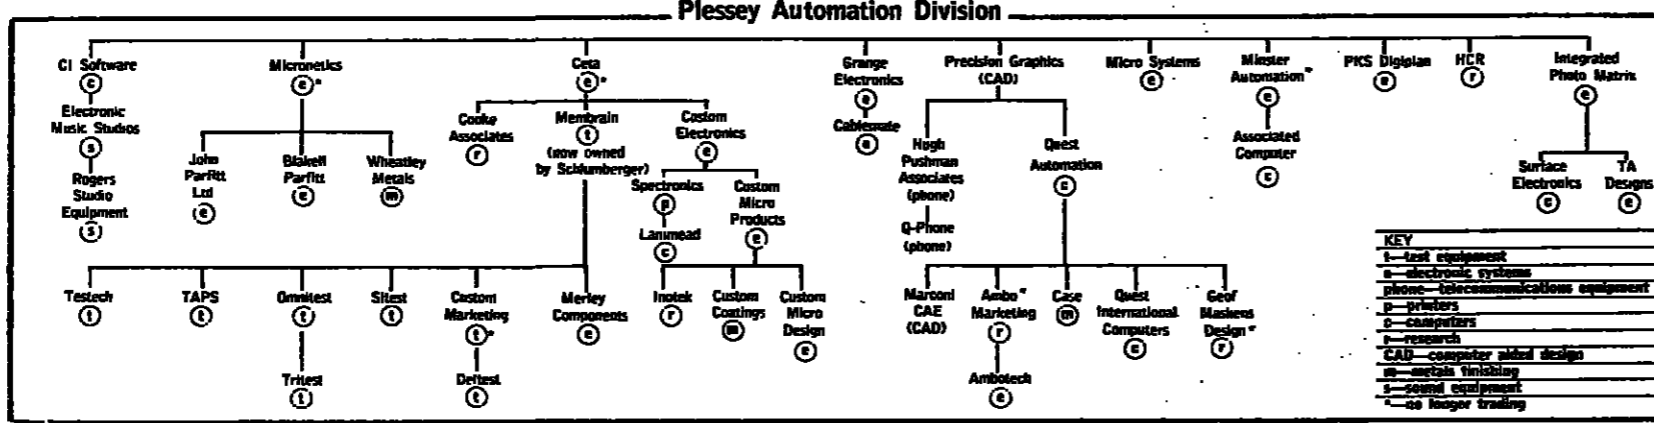 Plessey Automation Division
CI Software
c
Electronic
Music Studios
s
Rogers
Studio
Equipment
s
Micronetics
e*
John
Parfitt
Ltd
e
Blakell
Parfitt
e
Wheatley
Metals
m
Ceta
e*
Cooke
Associates
r
Membrain
t
(now owned
by Schlumberger)
Custom
Electronics
e
Spectronics
p
Lanmead
c
Custom
Micro
Products
e
Inotek
r
Custom
Coatings
m
Custom
Micro
Design
e
Testech
t
TAPS
t
Omnitest
t
Tritest
t
Sitest
t
Custom
Marketing
t*
Deftest
t
Merley
Components
e
Grange
Electronics
e
Cablemate
e
Precision Graphics
(CAD)
Hugh
Pushman
Associates
(phone)
Q-Phone
(phone)
Quest
Automation
c
Marconi
CAE
(CAD)
Ambo*
Marketing
r
Ambotech
e
Case
m
Quest
International
Computers
c
Geof
Maskens
Design*
r
Micro Systems
c
Minster
Automation*
e
Associated
Computer
c
PKS Digiplan
e
HCR
r
Integrated
Photo Matrix
e
Surface
Electronics
TA
Designs
e
KEY
t—test equipment
e—electronic systems
phone—telecommunications equipment
p—printers
c—computers
r—research
CAD—computer aided design
m—metals finishing
s—sound equipment
*—no longer trading